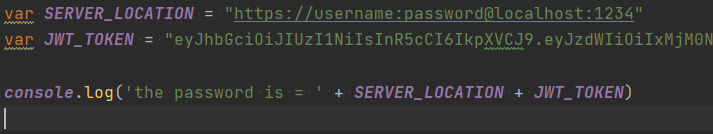 var SERVER_LOCATION = "https://username:password@localhost:1234"
var JWT_TOKEN = "eyJhbGciOiJIUzI1NiIsInR5cCI6IkpXVCJ9.eyJzdWIiOiIxMjM0N
console.log('the password is = ' + SERVER_LOCATION + JWT_TOKEN)